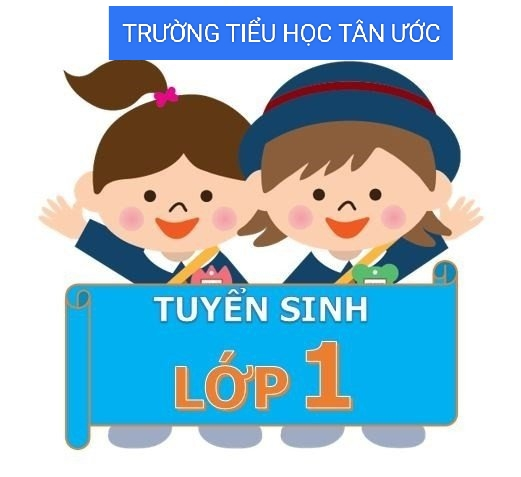 TRƯỜNG TIỂU HỌC TÂN ƯỚC
TUYỂN SINH
LỚP 1